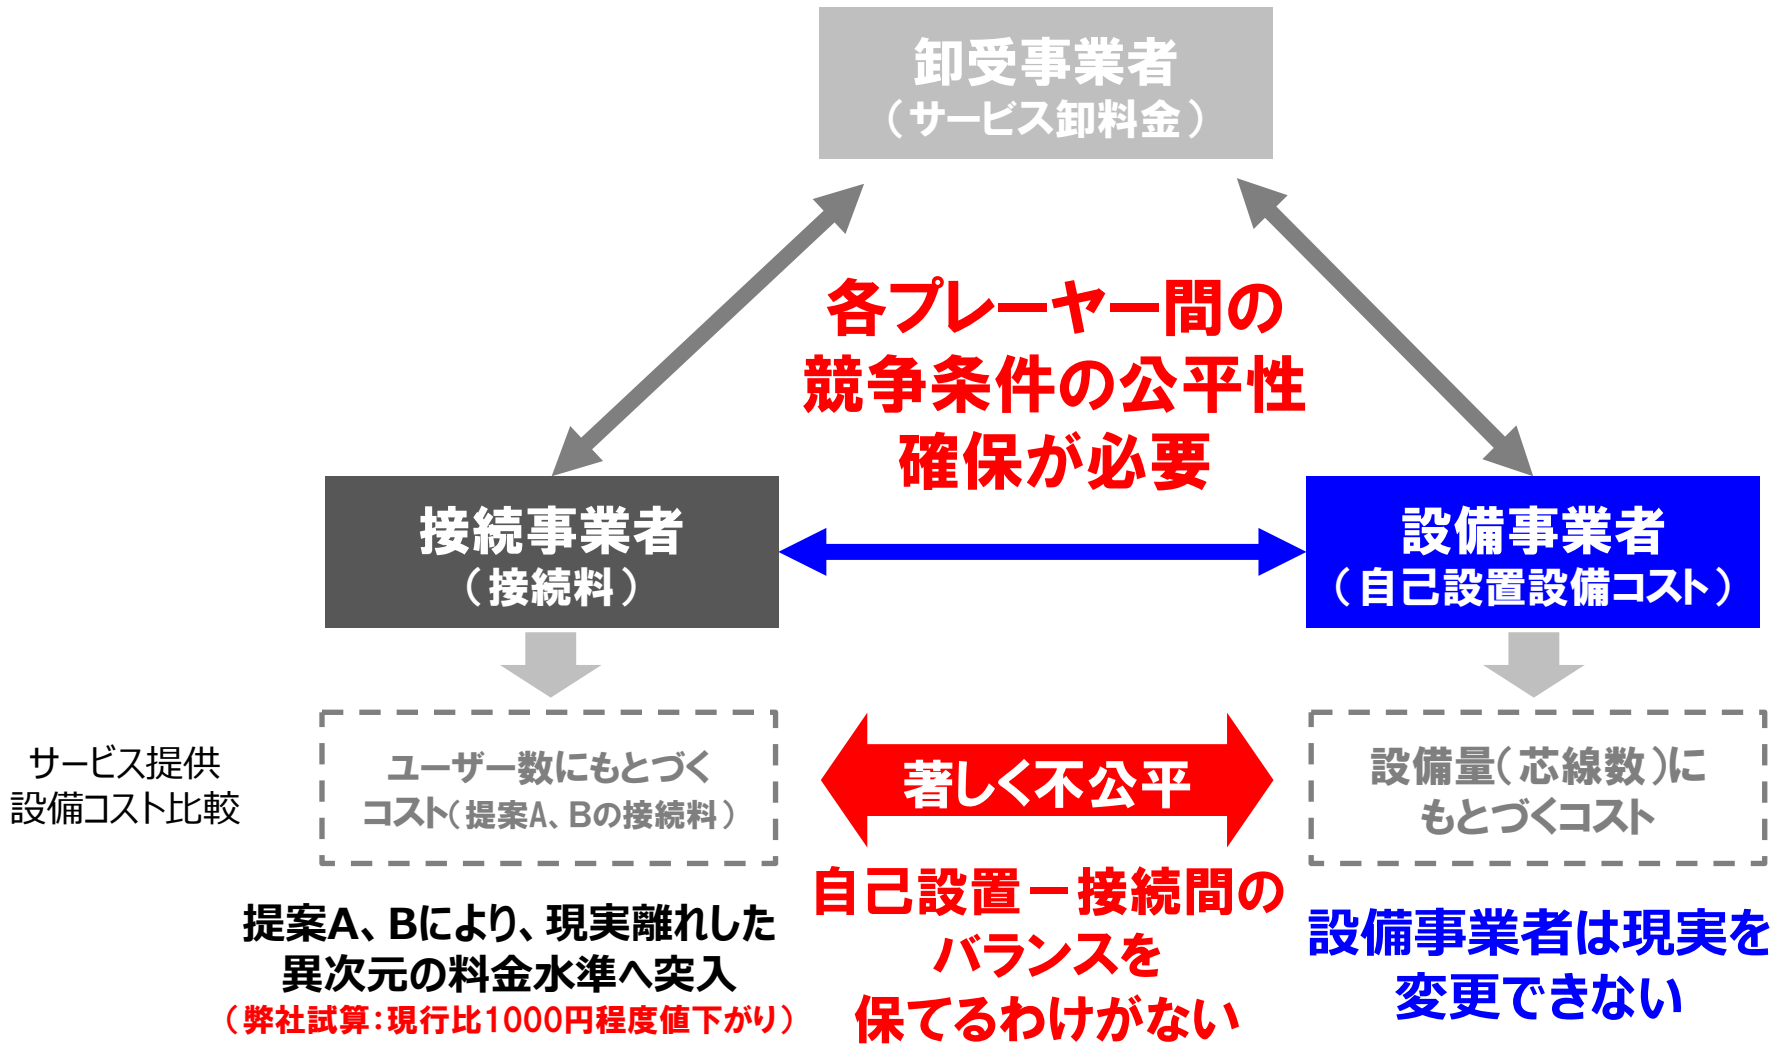 卸受事業者
（サービス卸料金）
各プレーヤー間の
競争条件の公平性
確保が必要
接続事業者
（接続料）
設備事業者
（自己設置設備コスト）
サービス提供
設備コスト比較
ユーザー数にもとづく
コスト（提案A、Bの接続料）
著しく不公平
設備量（芯線数）に
もとづくコスト
提案A、Bにより、現実離れした
異次元の料金水準へ突入
（弊社試算：現行比1000円程度値下がり）
自己設置－接続間の
バランスを
保てるわけがない
設備事業者は現実を
変更できない